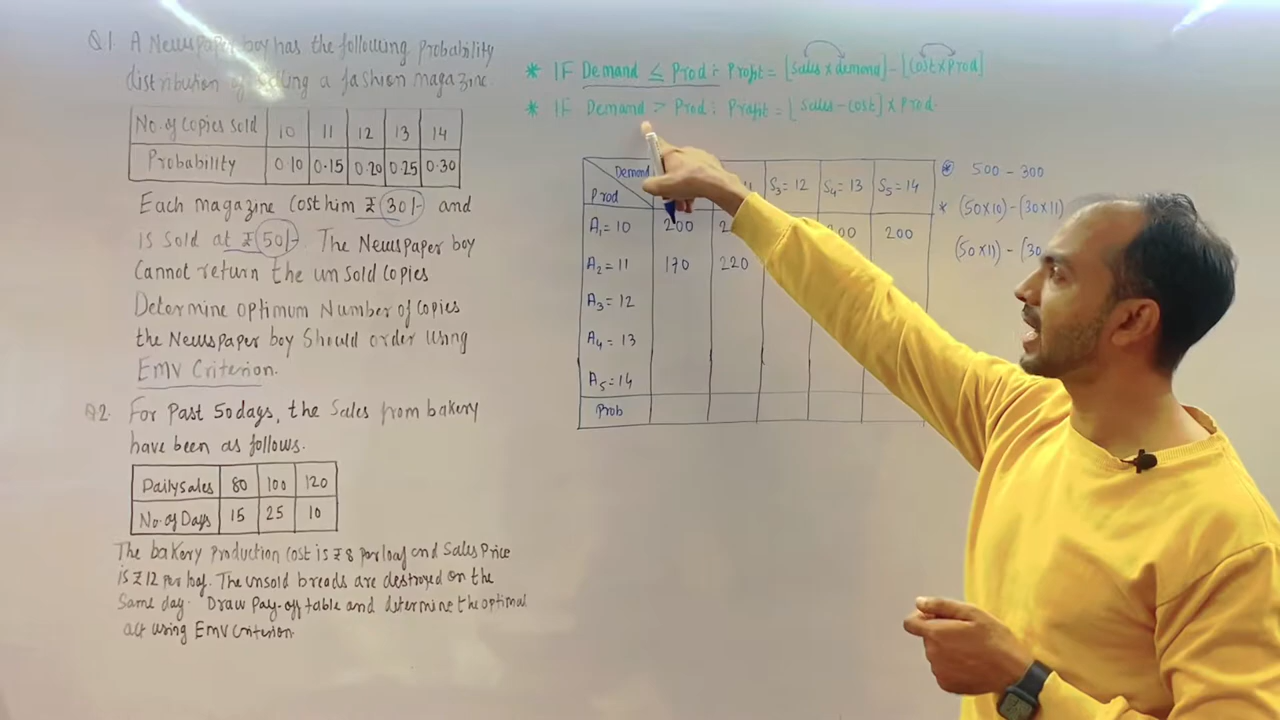 Q1. A Newspaper boy has the following Probability
distribution of Selling a fashion magazine.
No. of Copies Sold 10 11 12 13 14
Probability 0.10 0.15 0.20 0.25 0.30
Each magazine Cost him ₹ 30/- and
is Sold at ₹ 50/-. The Newspaper boy
Cannot return the unsold Copies
Determine optimum Number of Copies
the Newspaper boy Should order Using
EMV Criterion.
Q2. For Past 50 days, the Sales from bakery
have been as follows.
Daily sales 80 100 120
No. of Days 15 25 10
The bakery Production Cost is ₹ 8 Per loaf and Sales Price
is ₹ 12 Per loaf. The unsold breads are destroyed on the
Same day. Draw Pay-off table and determine the optimal
act using EMV Criterion.
* IF Demand ≤ Prod : Profit = [Sales × demand] - [Cost × Prod]
* IF Demand > Prod : Profit = [Sales - Cost] × Prod
Demand
Prod S₃ = 12 S₄ = 13 S₅ = 14
A₁ = 10 200 200
A₂ = 11 170 220
A₃ = 12
A₄ = 13
A₅ = 14
Prob
* 500 - 300
* (50×10) - (30×11)
(50×11) - (30